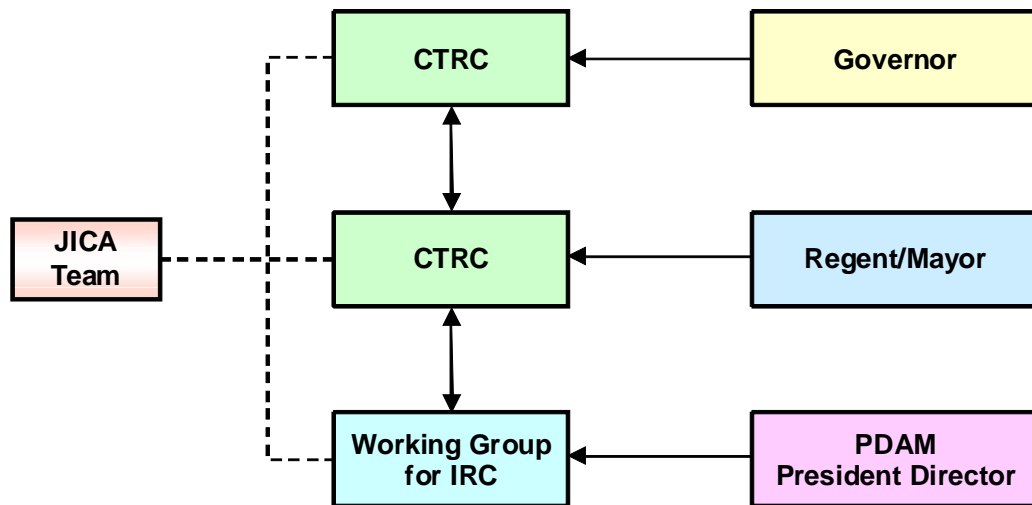 CTRC
Governor
JICA
Team
CTRC
Regent/Mayor
Working Group
for IRC
PDAM
President Director